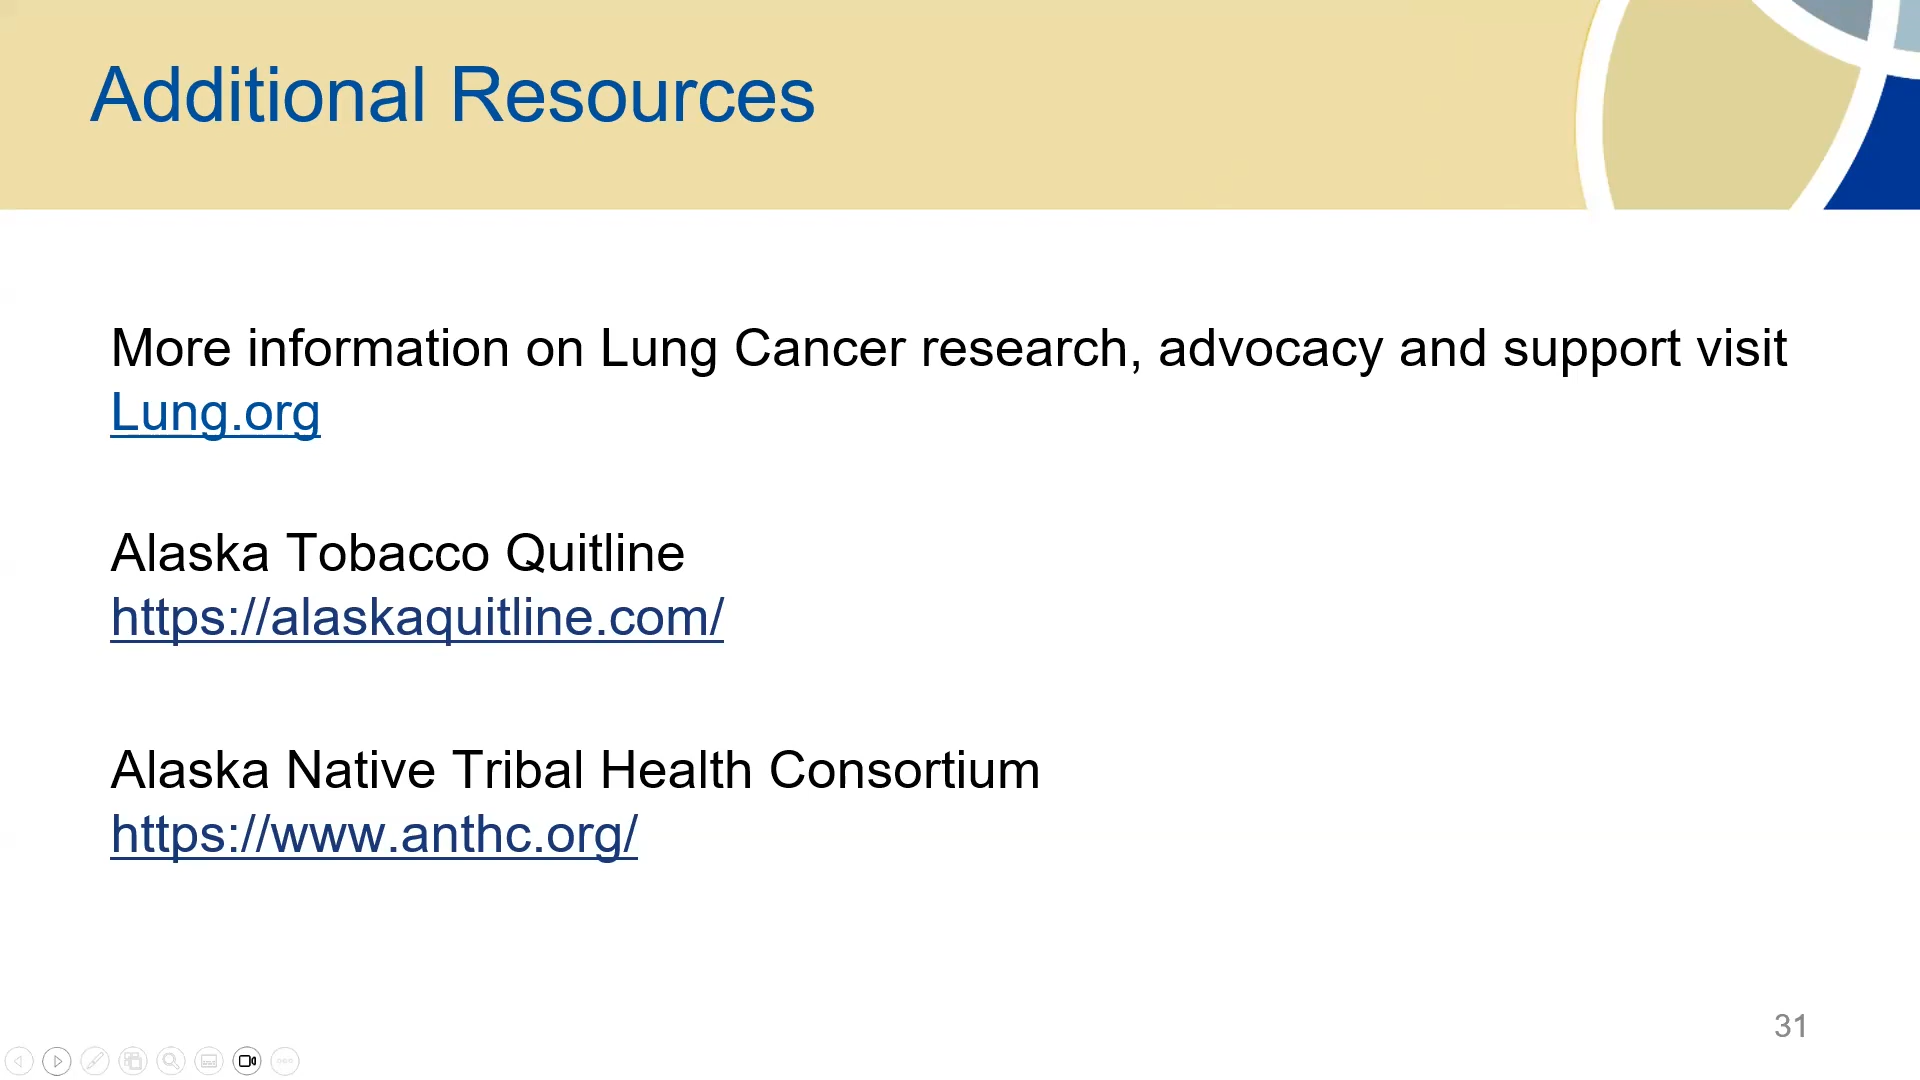 Additional Resources
More information on Lung Cancer research, advocacy and support visit
Lung.org
Alaska Tobacco Quitline
https://alaskaquitline.com/
Alaska Native Tribal Health Consortium
https://www.anthc.org/
31